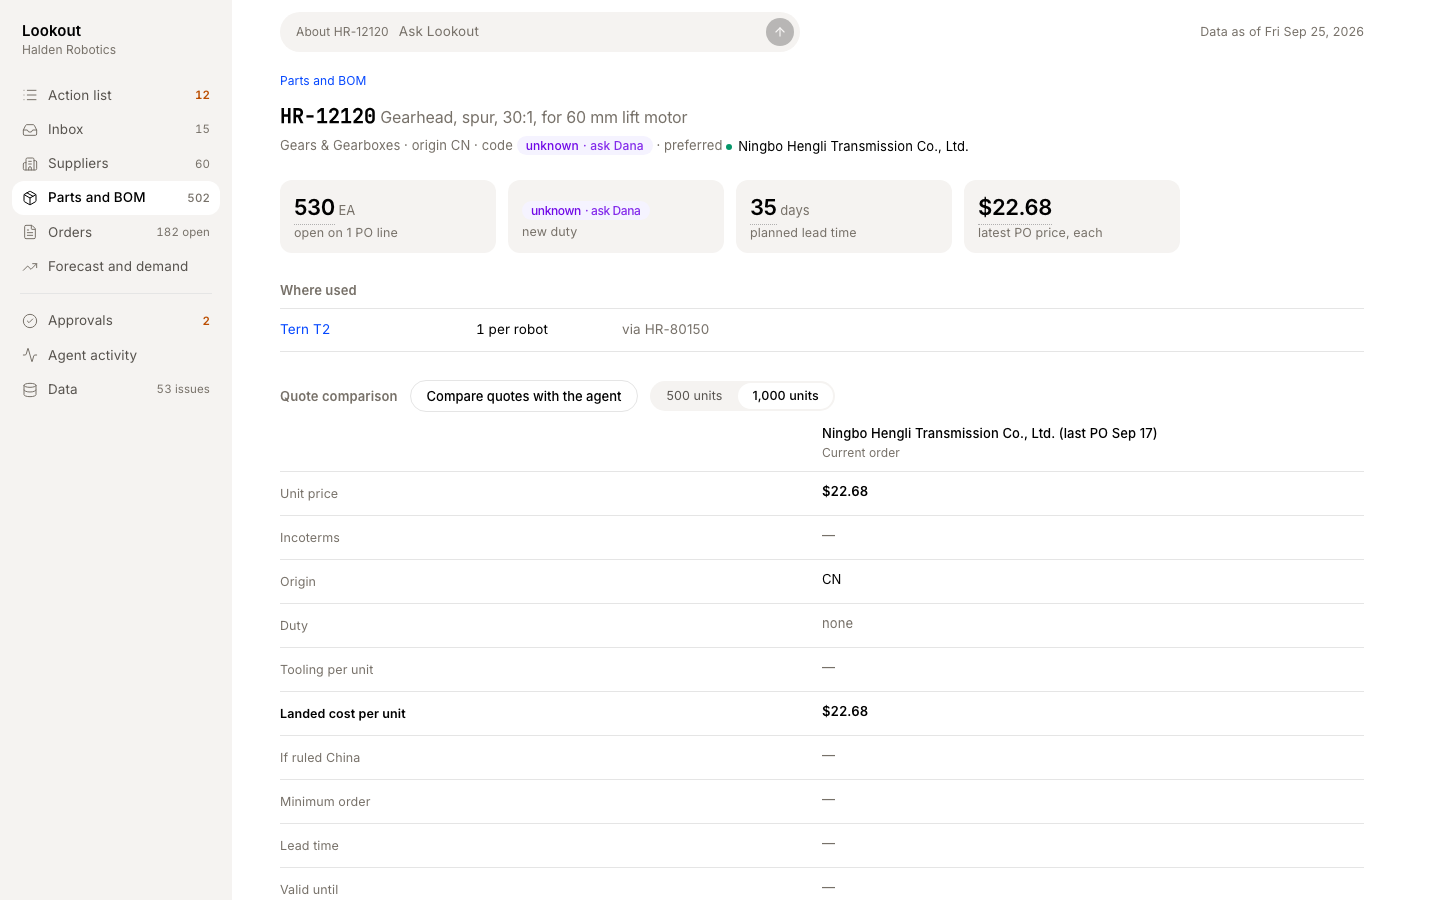 Lookout
Halden Robotics
Action list 12
Inbox 15
Suppliers 60
Parts and BOM 502
Orders 182 open
Forecast and demand
Approvals 2
Agent activity
Data 53 issues
About HR-12120 Ask Lookout
Data as of Fri Sep 25, 2026
Parts and BOM
HR-12120 Gearhead, spur, 30:1, for 60 mm lift motor
Gears & Gearboxes · origin CN · code unknown · ask Dana · preferred Ningbo Hengli Transmission Co., Ltd.
530 EA
open on 1 PO line
unknown · ask Dana
new duty
35 days
planned lead time
$22.68
latest PO price, each
Where used
Tern T2 1 per robot via HR-80150
Quote comparison Compare quotes with the agent 500 units 1,000 units
Ningbo Hengli Transmission Co., Ltd. (last PO Sep 17)
Current order
Unit price $22.68
Incoterms —
Origin CN
Duty none
Tooling per unit —
Landed cost per unit $22.68
If ruled China —
Minimum order —
Lead time —
Valid until —